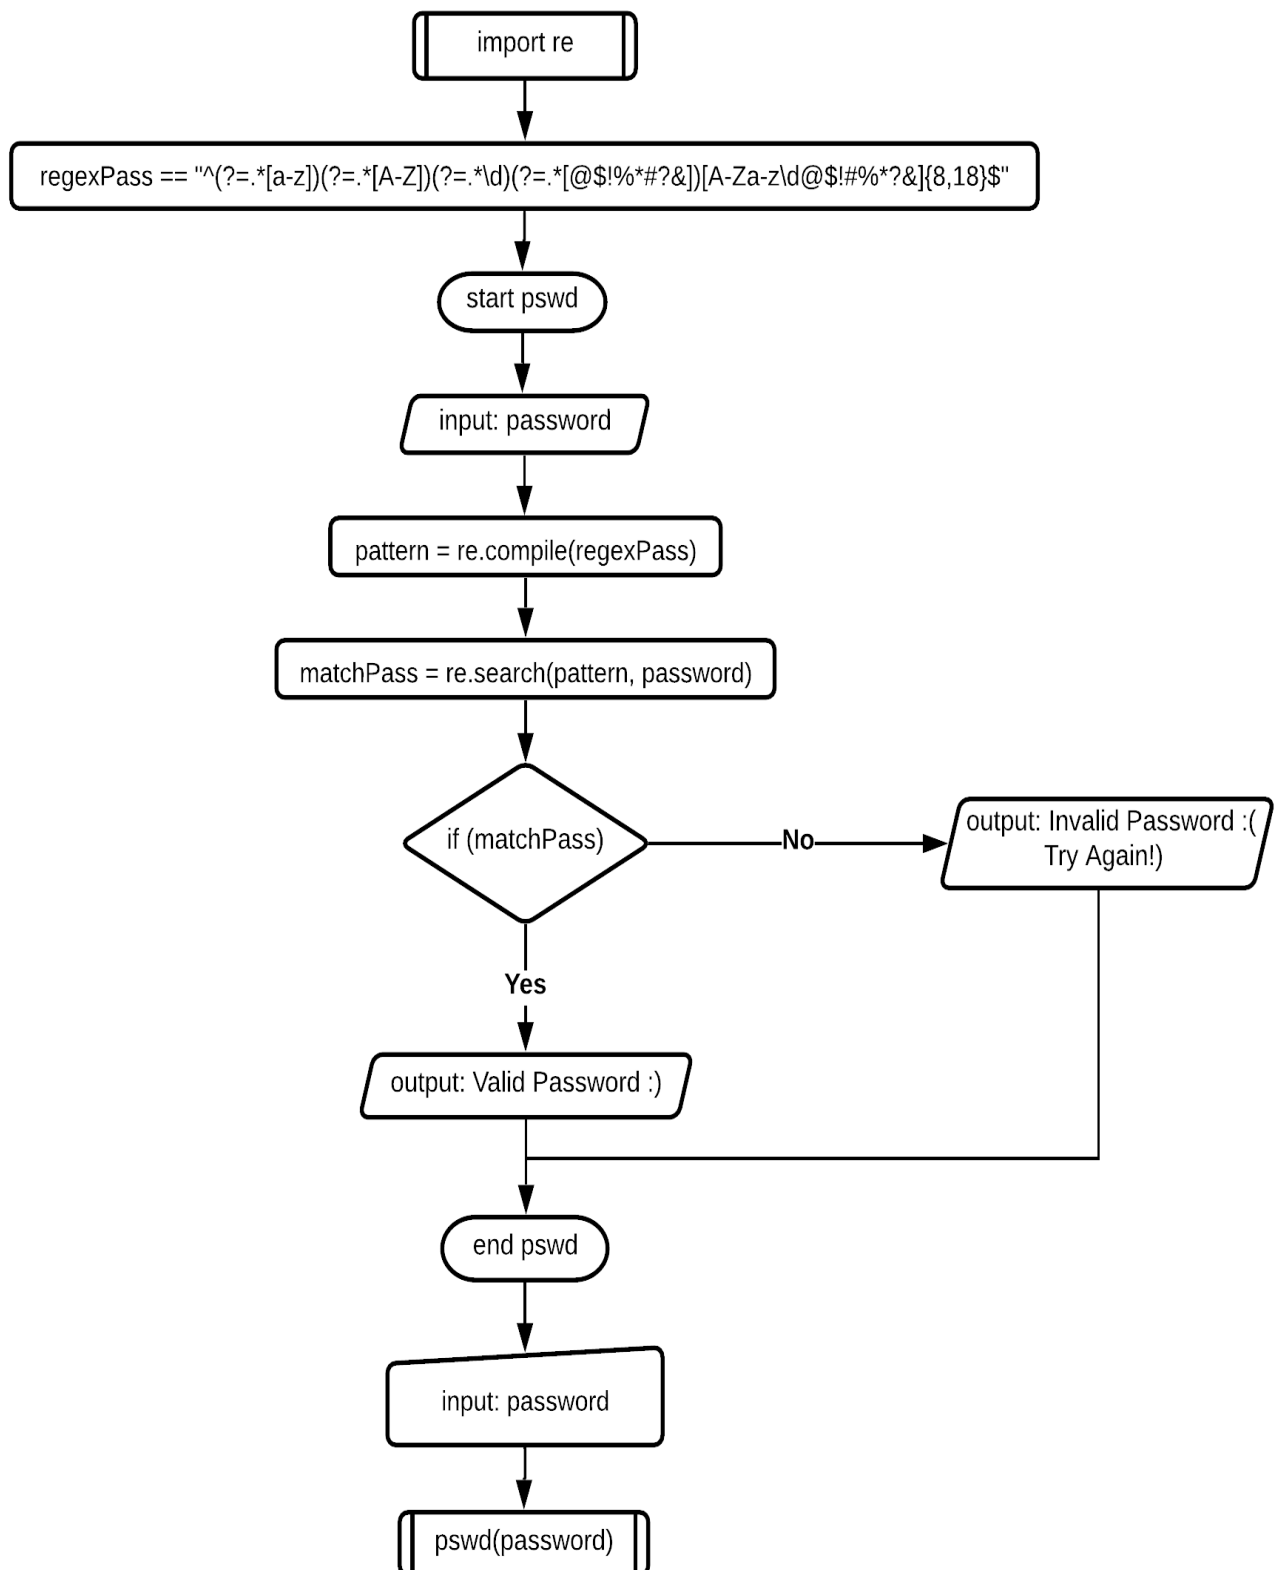 import re
regexPass == "^(?=.*[a-z])(?=.*[A-Z])(?=.*\d)(?=.*[@$!%*#?&])[A-Za-z\d@$!#%*?&]{8,18}$"
start pswd
input: password
pattern = re.compile(regexPass)
matchPass = re.search(pattern, password)
if (matchPass)
No
output: Invalid Password :(
Try Again!)
Yes
output: Valid Password :)
end pswd
input: password
pswd(password)